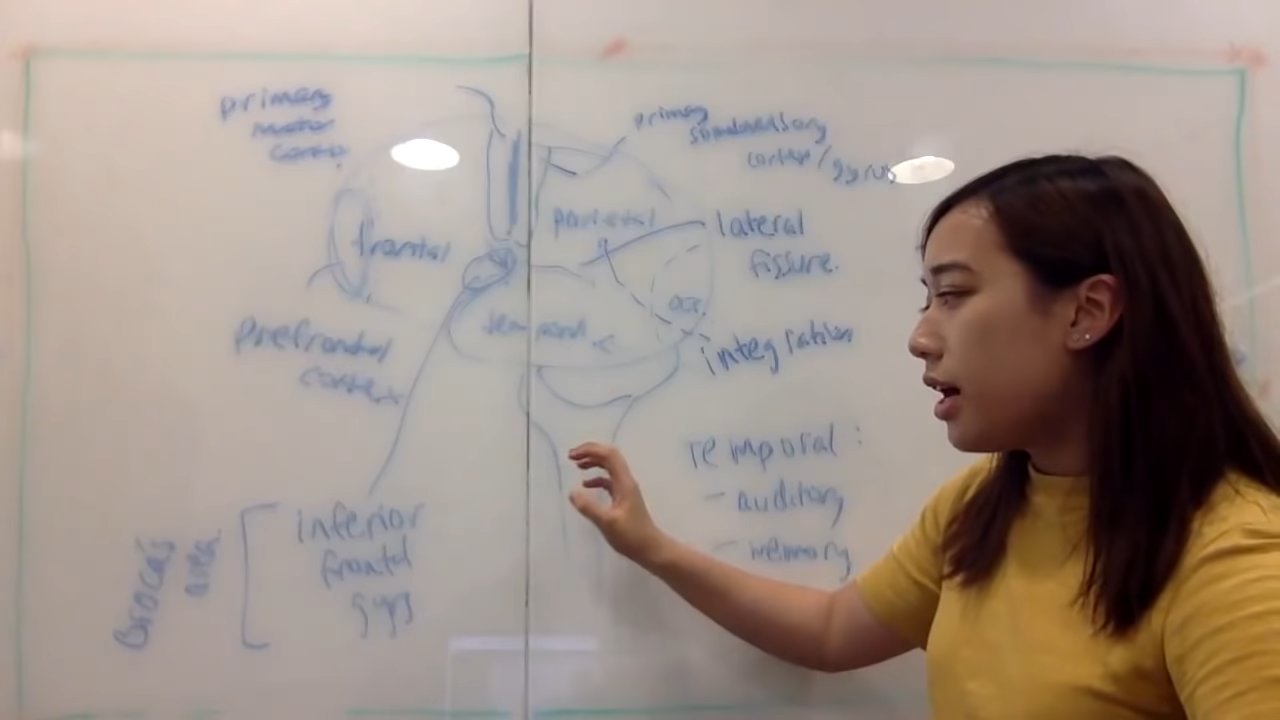 primary
motor
cortex
primary
somatosensory
cortex/gyrus
frontal
parietal
lateral
fissure.
prefrontal
cortex
temporal
occ
integration
Temporal:
- auditory
- memory
Broca's
area
inferior
frontal
gyrus